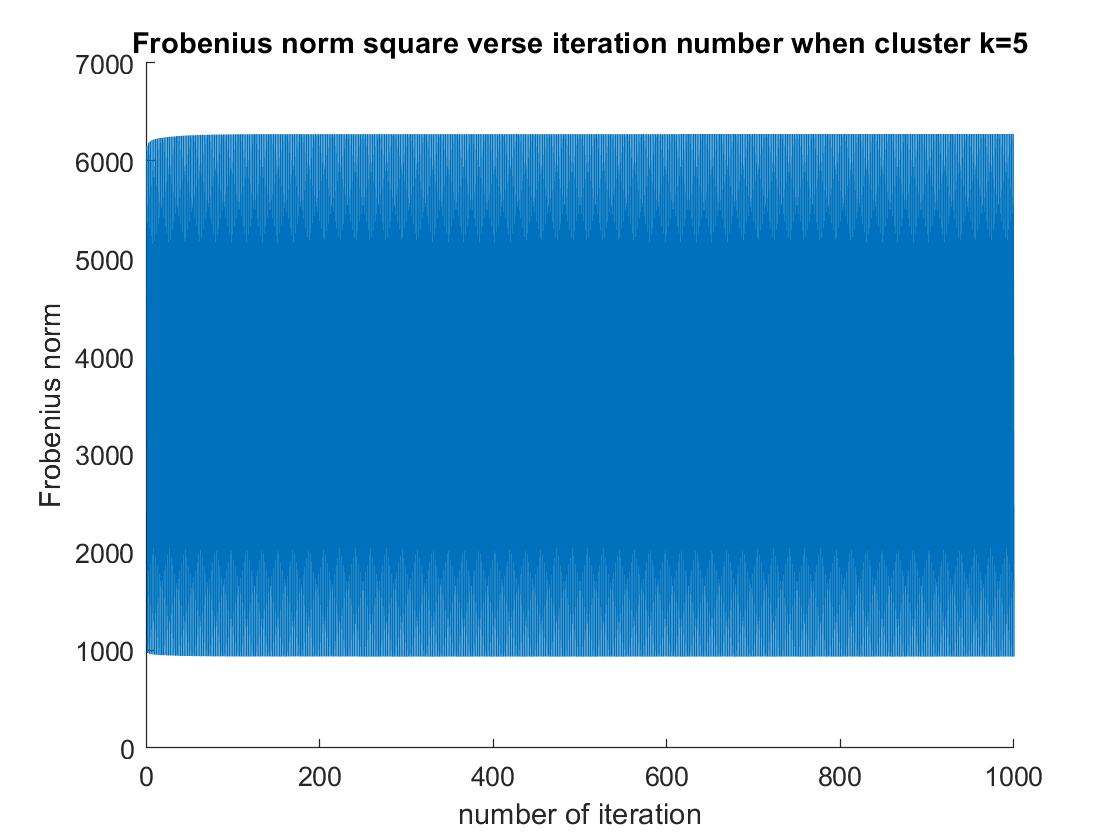 Frobenius norm square verse iteration number when cluster k=5
7000
6000
5000
4000
3000
2000
1000
0
Frobenius norm
0 200 400 600 800 1000
number of iteration